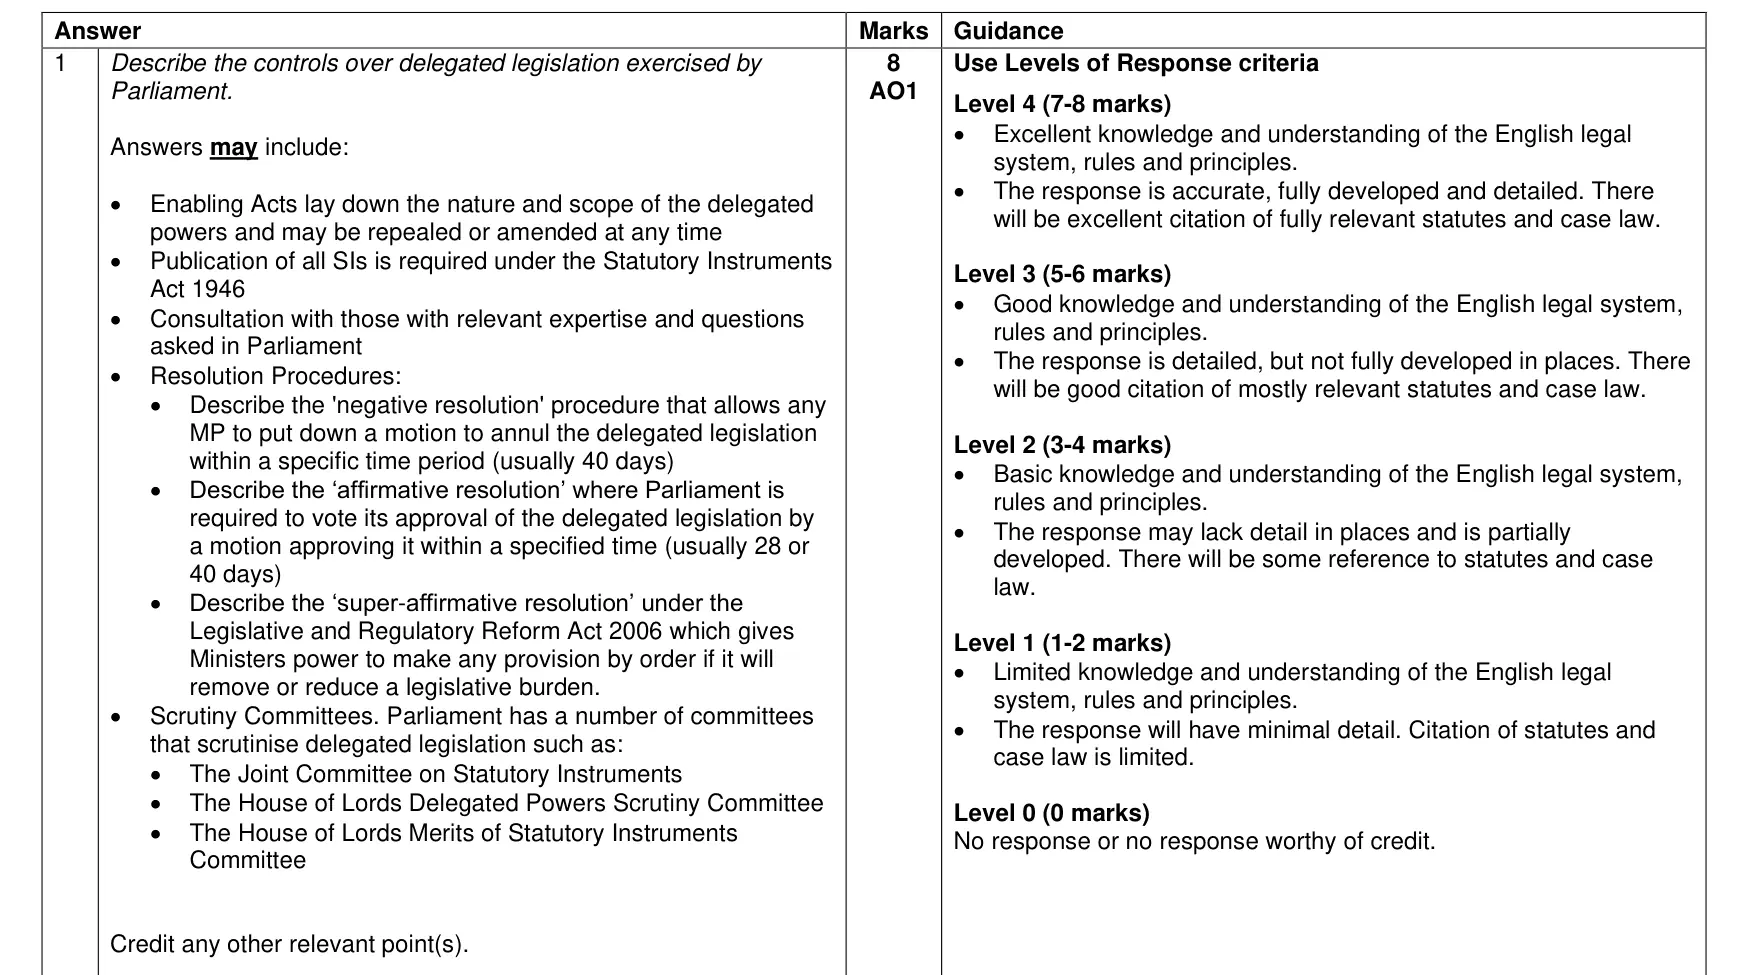 Answer
Marks
Guidance
1
Describe the controls over delegated legislation exercised by
Parliament.
Answers may include:
• Enabling Acts lay down the nature and scope of the delegated
powers and may be repealed or amended at any time
• Publication of all SIs is required under the Statutory Instruments
Act 1946
• Consultation with those with relevant expertise and questions
asked in Parliament
• Resolution Procedures:
• Describe the 'negative resolution' procedure that allows any
MP to put down a motion to annul the delegated legislation
within a specific time period (usually 40 days)
• Describe the ‘affirmative resolution’ where Parliament is
required to vote its approval of the delegated legislation by
a motion approving it within a specified time (usually 28 or
40 days)
• Describe the ‘super-affirmative resolution’ under the
Legislative and Regulatory Reform Act 2006 which gives
Ministers power to make any provision by order if it will
remove or reduce a legislative burden.
• Scrutiny Committees. Parliament has a number of committees
that scrutinise delegated legislation such as:
• The Joint Committee on Statutory Instruments
• The House of Lords Delegated Powers Scrutiny Committee
• The House of Lords Merits of Statutory Instruments
Committee
Credit any other relevant point(s).
8
AO1
Use Levels of Response criteria
Level 4 (7-8 marks)
• Excellent knowledge and understanding of the English legal
system, rules and principles.
• The response is accurate, fully developed and detailed. There
will be excellent citation of fully relevant statutes and case law.
Level 3 (5-6 marks)
• Good knowledge and understanding of the English legal system,
rules and principles.
• The response is detailed, but not fully developed in places. There
will be good citation of mostly relevant statutes and case law.
Level 2 (3-4 marks)
• Basic knowledge and understanding of the English legal system,
rules and principles.
• The response may lack detail in places and is partially
developed. There will be some reference to statutes and case
law.
Level 1 (1-2 marks)
• Limited knowledge and understanding of the English legal
system, rules and principles.
• The response will have minimal detail. Citation of statutes and
case law is limited.
Level 0 (0 marks)
No response or no response worthy of credit.